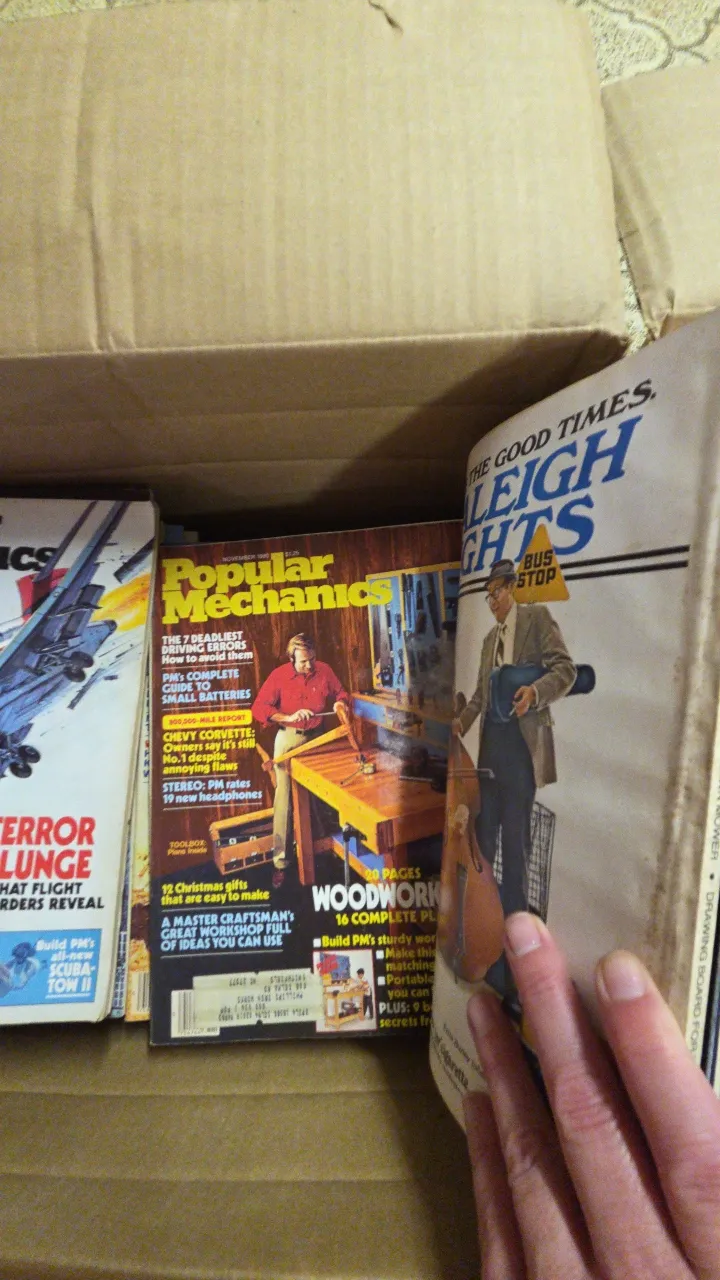 CS
TERROR
LUNGE
HAT FLIGHT
RDERS REVEAL
Build PM's
all-new
SCUBA-
TOW II
NOVEMBER 1980 $1.25
Popular
Mechanics
THE 7 DEADLIEST
DRIVING ERRORS
How to avoid them
PM's COMPLETE
GUIDE TO
SMALL BATTERIES
CHEVY CORVETTE:
Owners say it's still
No.1 despite
annoying flaws
STEREO: PM rates
19 new headphones
TOOLBOX:
Plans inside
12 Christmas gifts
that are easy to make
A MASTER CRAFTSMAN's
GREAT WORKSHOP FULL
OF IDEAS YOU CAN USE
20 PAGES
WOODWORK
16 COMPLETE PL
Build PM's sturdy wor
Make this
matching
Portable
you can
PLUS: 9 b
secrets fr
THE GOOD TIMES.
LEIGH
GHTS
BUS
STOP
DRAWING BOARD FOR